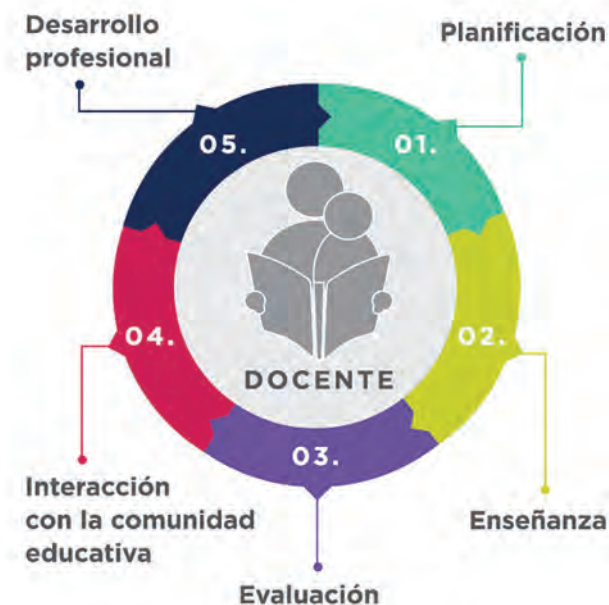 Desarrollo
profesional
Planificación
05.
01.
04.
02.
DOCENTE
03.
Interacción
con la comunidad
educativa
Enseñanza
Evaluación